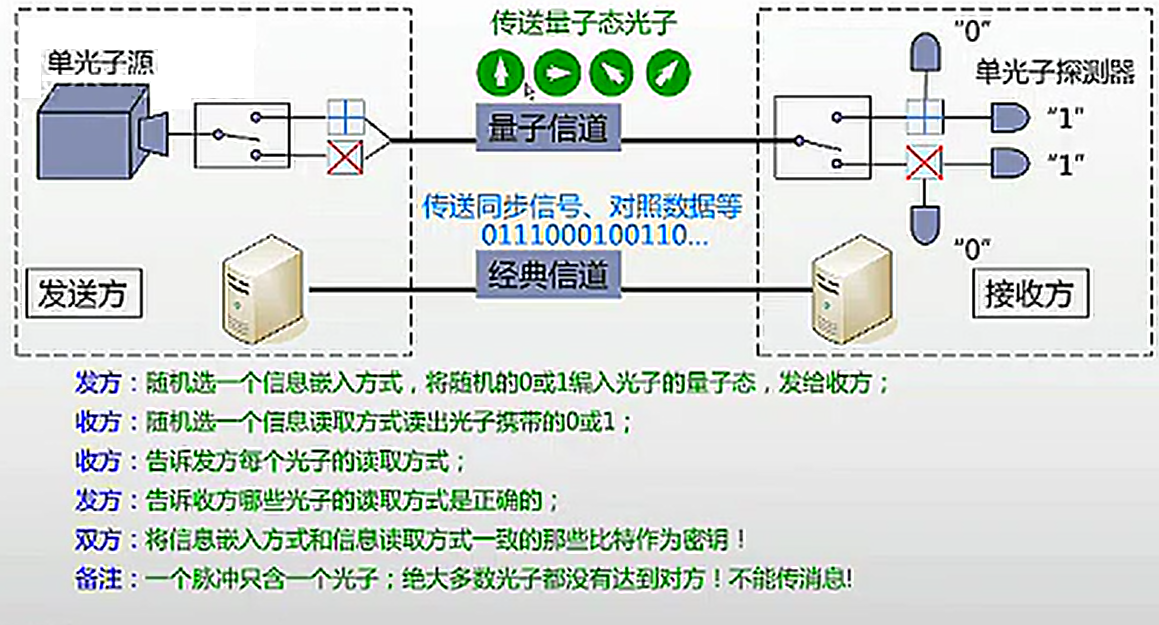 传送量子态光子
"0"
单光子源
单光子探测器
量子信道
"1"
"1"
传送同步信号、对照数据等
0111000100110...
"0"
发送方
经典信道
接收方
发方：随机选一个信息嵌入方式，将随机的0或1编入光子的量子态，发给收方；
收方：随机选一个信息读取方式读出光子携带的0或1；
收方：告诉发方每个光子的读取方式；
发方：告诉收方哪些光子的读取方式是正确的；
双方：将信息嵌入方式和信息读取方式一致的那些比特作为密钥！
备注：一个脉冲只含一个光子；绝大多数光子都没有达到对方！不能传消息!